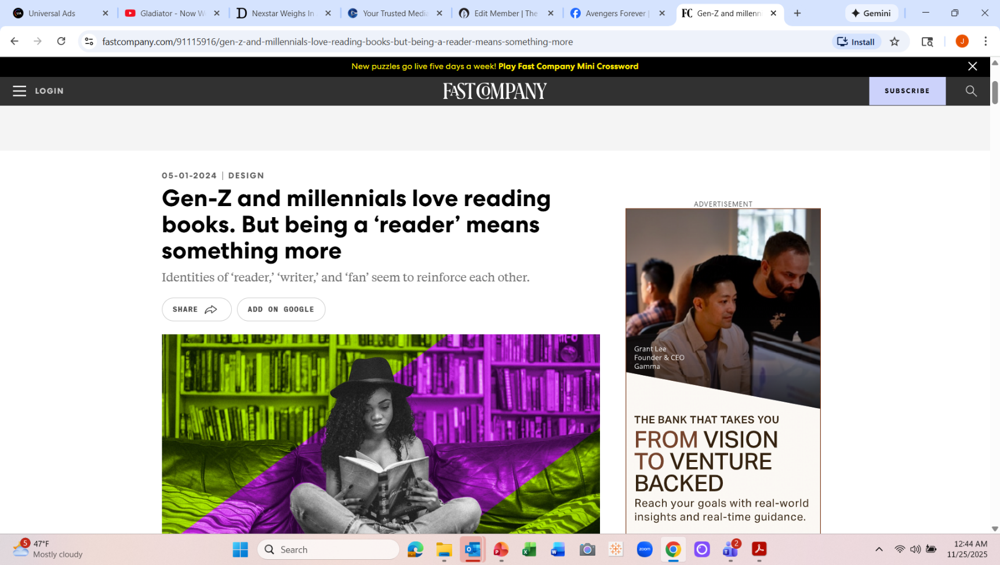 Universal Ads
Gladiator - Now W
Nexstar Weighs In
Your Trusted Media
Edit Member | The
Avengers Forever |
FC
Gen-Z and millenn
Gemini
fastcompany.com/91115916/gen-z-and-millennials-love-reading-books-but-being-a-reader-means-something-more
Install
J
New puzzles go live five days a week! Play Fast Company Mini Crossword
LOGIN
FAST COMPANY
SUBSCRIBE
05-01-2024 | DESIGN
Gen-Z and millennials love reading
books. But being a ‘reader’ means
something more
Identities of ‘reader,’ ‘writer,’ and ‘fan’ seem to reinforce each other.
SHARE
ADD ON GOOGLE
ADVERTISEMENT
Grant Lee
Founder & CEO
Gamma
THE BANK THAT TAKES YOU
FROM VISION
TO VENTURE
BACKED
Reach your goals with real-world
insights and real-time guidance.
5
47°F
Mostly cloudy
Search
zoom
2
12:44 AM
11/25/2025